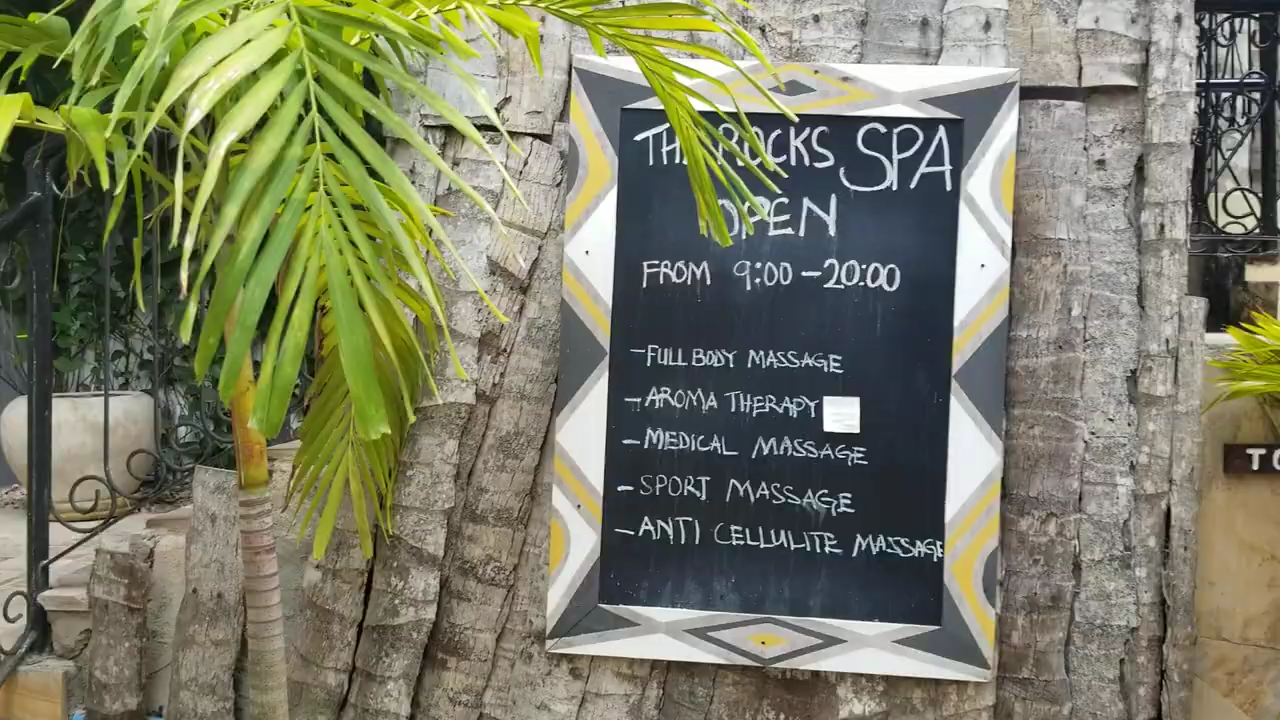 THE ROCKS SPA
OPEN
FROM 9:00 - 20:00
- FULL BODY MASSAGE
- AROMA THERAPY
- MEDICAL MASSAGE
- SPORT MASSAGE
- ANTI CELLULITE MASSAGE
TO